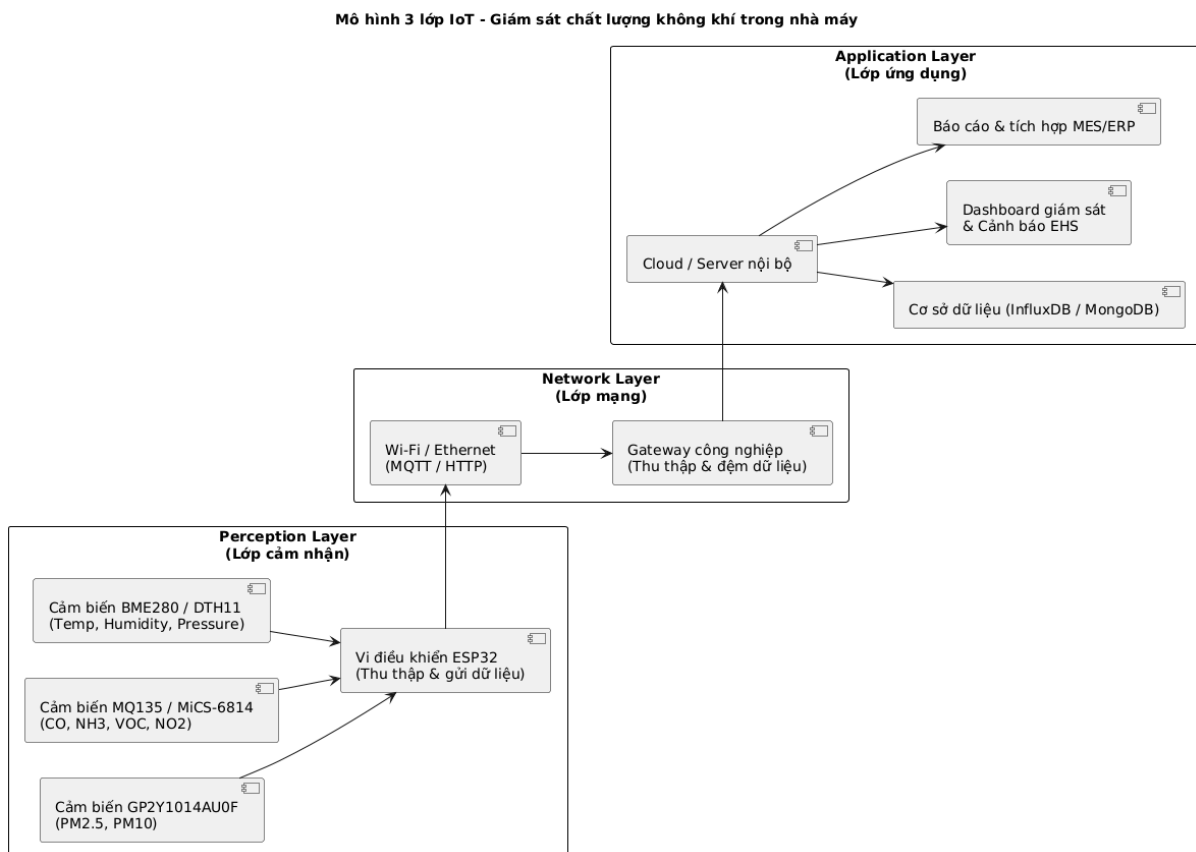 Mô hình 3 lớp IoT - Giám sát chất lượng không khí trong nhà máy
Application Layer
(Lớp ứng dụng)
Báo cáo & tích hợp MES/ERP
Dashboard giám sát
& Cảnh báo EHS
Cloud / Server nội bộ
Cơ sở dữ liệu (InfluxDB / MongoDB)
Network Layer
(Lớp mạng)
Wi-Fi / Ethernet
(MQTT / HTTP)
Gateway công nghiệp
(Thu thập & đệm dữ liệu)
Perception Layer
(Lớp cảm nhận)
Cảm biến BME280 / DTH11
(Temp, Humidity, Pressure)
Vi điều khiển ESP32
(Thu thập & gửi dữ liệu)
Cảm biến MQ135 / MiCS-6814
(CO, NH3, VOC, NO2)
Cảm biến GP2Y1014AU0F
(PM2.5, PM10)